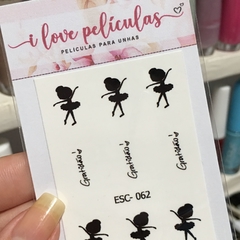 i love películas
PELÍCULAS PARA UNHAS
Gratidão!
Gratidão!
Gratidão!
ESC- 062